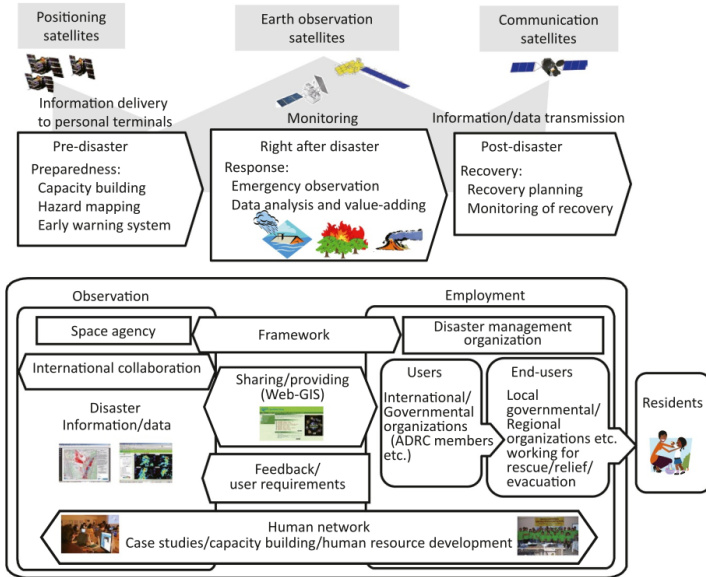 Positioning
satellites
Earth observation
satellites
Communication
satellites
Information delivery
to personal terminals
Monitoring
Information/data transmission
Pre-disaster
Preparedness:
Capacity building
Hazard mapping
Early warning system
Right after disaster
Response:
Emergency observation
Data analysis and value-adding
Post-disaster
Recovery:
Recovery planning
Monitoring of recovery
Observation
Employment
Space agency
Framework
Disaster management
organization
International collaboration
Disaster
Information/data
Sharing/providing
(Web-GIS)
Feedback/
user requirements
Users
International/
Governmental
organizations
(ADRC members
etc.)
End-users
Local
governmental/
Regional
organizations etc.
working for
rescue/relief/
evacuation
Residents
Human network
Case studies/capacity building/human resource development